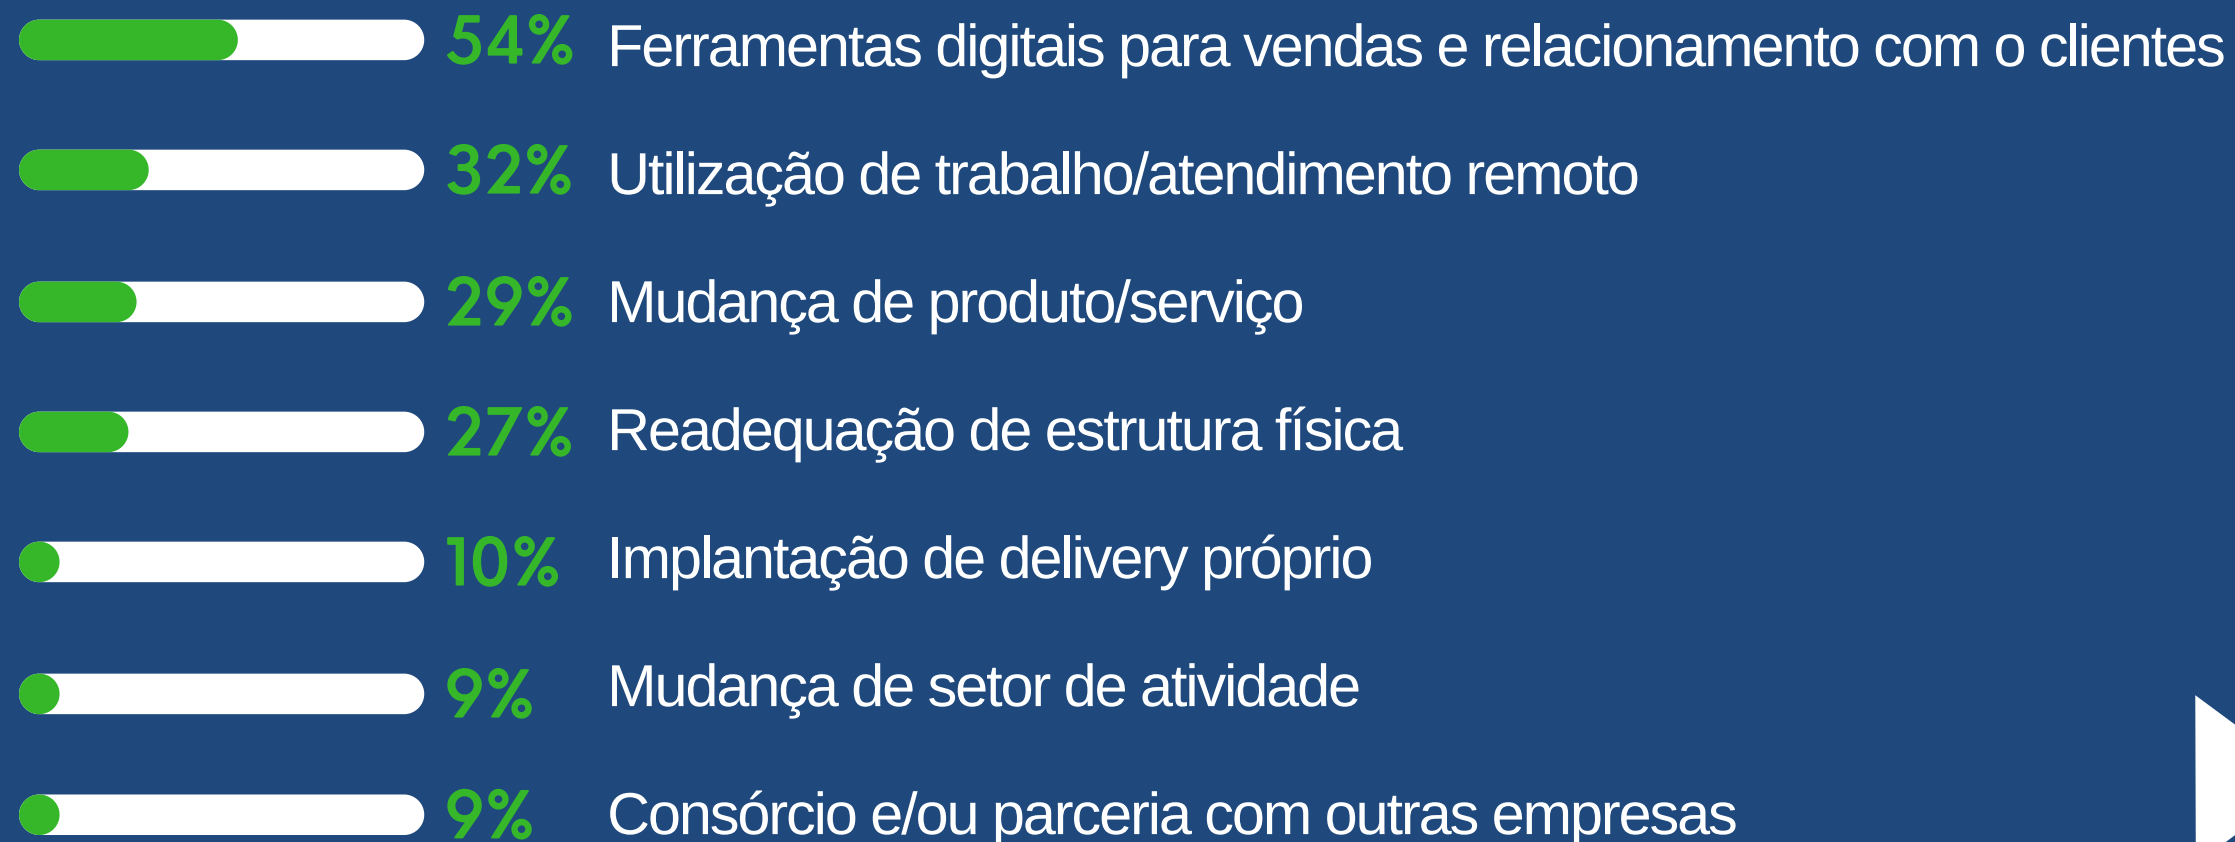 54% Ferramentas digitais para vendas e relacionamento com o clientes
32% Utilização de trabalho/atendimento remoto
29% Mudança de produto/serviço
27% Readequação de estrutura física
10% Implantação de delivery próprio
9% Mudança de setor de atividade
9% Consórcio e/ou parceria com outras empresas